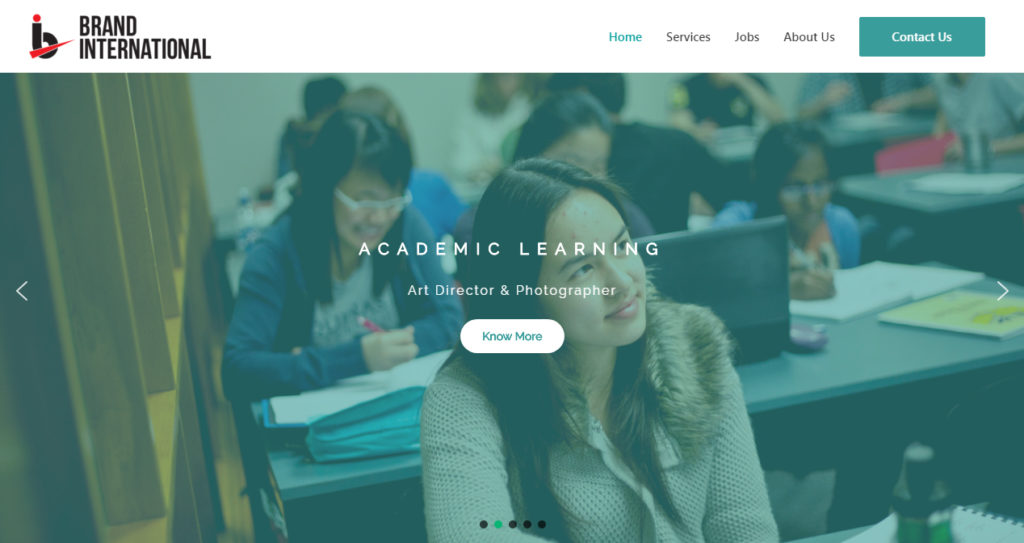 BRAND
INTERNATIONAL
Home Services Jobs About Us Contact Us
ACADEMIC LEARNING
Art Director & Photographer
Know More